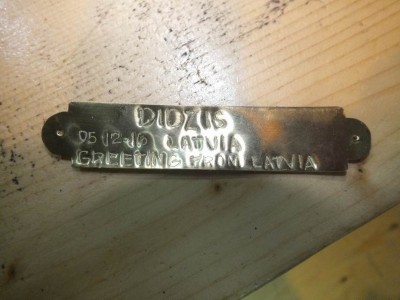 DIDZIS
05.12.16 LATVIA
GREETING FROM LATVIA